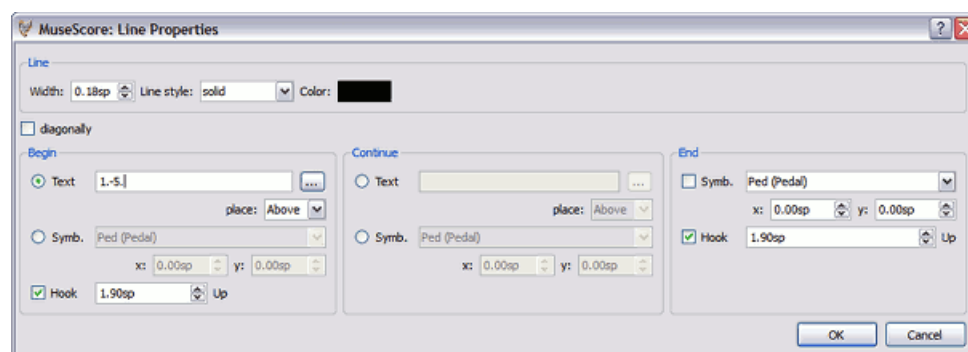 MuseScore: Line Properties
Line
Width: 0.18sp Line style: solid Color:
diagonally
Begin
Text 1.-5.
...
place: Above
Symb. Ped (Pedal)
x: 0.00sp y: 0.00sp
Hook 1.90sp Up
Continue
Text
...
place: Above
Symb. Ped (Pedal)
x: 0.00sp y: 0.00sp
End
Symb. Ped (Pedal)
x: 0.00sp y: 0.00sp
Hook 1.90sp Up
OK Cancel